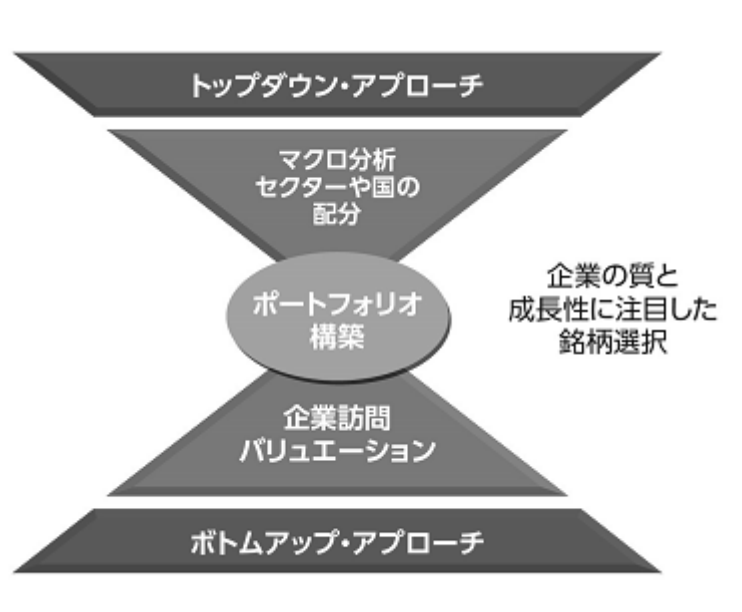 トップダウン・アプローチ
マクロ分析
セクターや国の
配分
ポートフォリオ
構築
企業の質と
成長性に注目した
銘柄選択
企業訪問
バリュエーション
ボトムアップ・アプローチ